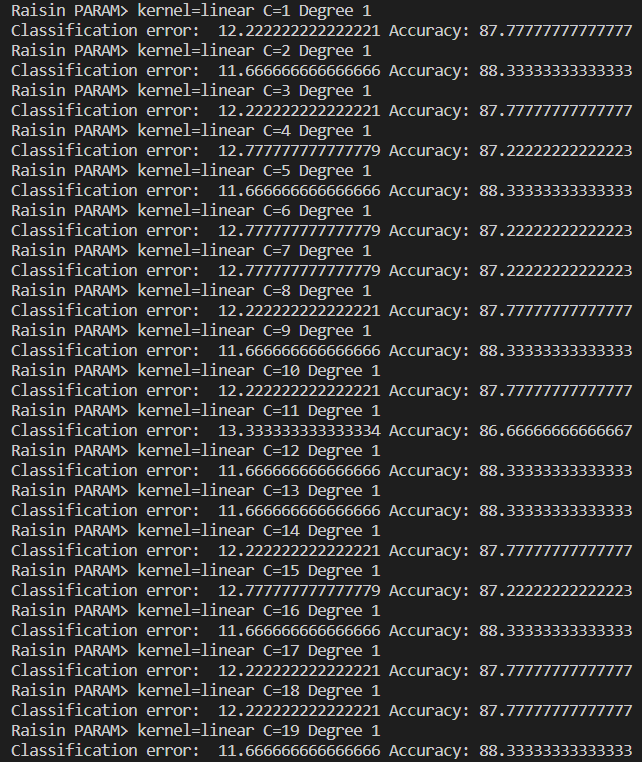 Raisin PARAM> kernel=linear C=1 Degree 1
Classification error:  12.222222222222221 Accuracy: 87.77777777777777
Raisin PARAM> kernel=linear C=2 Degree 1
Classification error:  11.666666666666666 Accuracy: 88.33333333333333
Raisin PARAM> kernel=linear C=3 Degree 1
Classification error:  12.222222222222221 Accuracy: 87.77777777777777
Raisin PARAM> kernel=linear C=4 Degree 1
Classification error:  12.777777777777779 Accuracy: 87.22222222222223
Raisin PARAM> kernel=linear C=5 Degree 1
Classification error:  11.666666666666666 Accuracy: 88.33333333333333
Raisin PARAM> kernel=linear C=6 Degree 1
Classification error:  12.777777777777779 Accuracy: 87.22222222222223
Raisin PARAM> kernel=linear C=7 Degree 1
Classification error:  12.777777777777779 Accuracy: 87.22222222222223
Raisin PARAM> kernel=linear C=8 Degree 1
Classification error:  12.222222222222221 Accuracy: 87.77777777777777
Raisin PARAM> kernel=linear C=9 Degree 1
Classification error:  11.666666666666666 Accuracy: 88.33333333333333
Raisin PARAM> kernel=linear C=10 Degree 1
Classification error:  12.222222222222221 Accuracy: 87.77777777777777
Raisin PARAM> kernel=linear C=11 Degree 1
Classification error:  13.333333333333334 Accuracy: 86.66666666666667
Raisin PARAM> kernel=linear C=12 Degree 1
Classification error:  11.666666666666666 Accuracy: 88.33333333333333
Raisin PARAM> kernel=linear C=13 Degree 1
Classification error:  11.666666666666666 Accuracy: 88.33333333333333
Raisin PARAM> kernel=linear C=14 Degree 1
Classification error:  12.222222222222221 Accuracy: 87.77777777777777
Raisin PARAM> kernel=linear C=15 Degree 1
Classification error:  12.777777777777779 Accuracy: 87.22222222222223
Raisin PARAM> kernel=linear C=16 Degree 1
Classification error:  11.666666666666666 Accuracy: 88.33333333333333
Raisin PARAM> kernel=linear C=17 Degree 1
Classification error:  12.222222222222221 Accuracy: 87.77777777777777
Raisin PARAM> kernel=linear C=18 Degree 1
Classification error:  12.222222222222221 Accuracy: 87.77777777777777
Raisin PARAM> kernel=linear C=19 Degree 1
Classification error:  11.666666666666666 Accuracy: 88.33333333333333